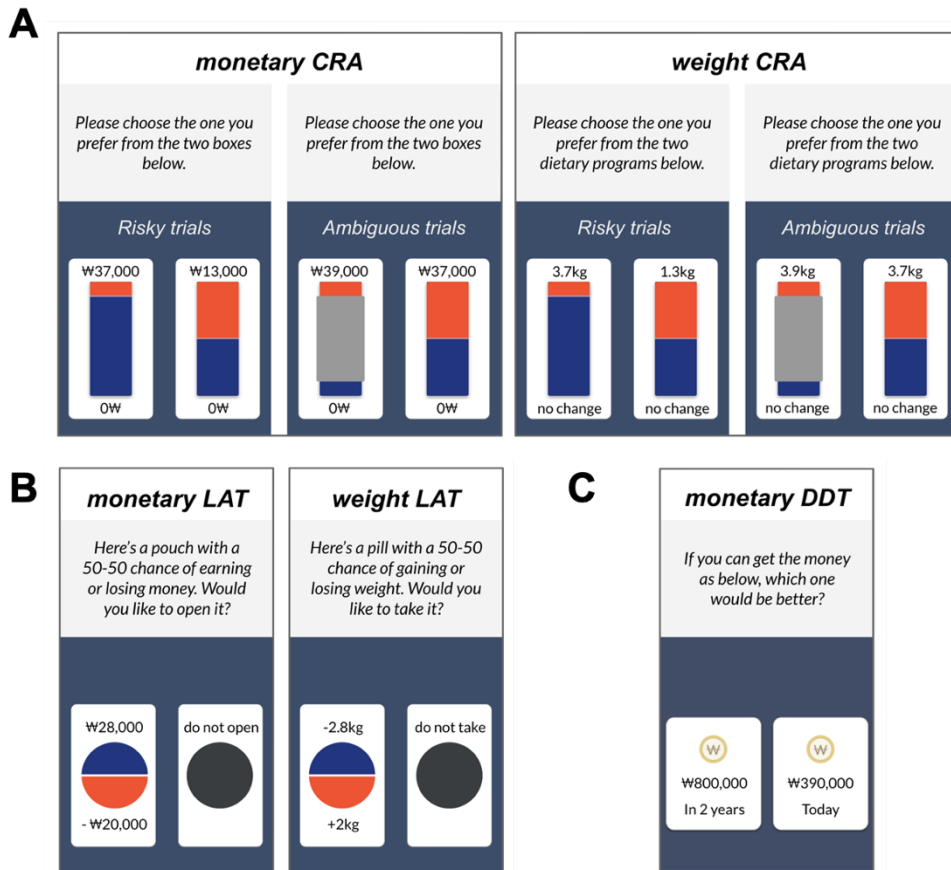 A
monetary CRA
Please choose the one you
prefer from the two boxes
below.
Please choose the one you
prefer from the two boxes
below.
Risky trials
Ambiguous trials
₩37,000
₩13,000
₩39,000
₩37,000
0₩
0₩
0₩
0₩
weight CRA
Please choose the one you
prefer from the two
dietary programs below.
Please choose the one you
prefer from the two
dietary programs below.
Risky trials
Ambiguous trials
3.7kg
1.3kg
3.9kg
3.7kg
no change
no change
no change
no change
B
monetary LAT
Here's a pouch with a
50-50 chance of earning
or losing money. Would
you like to open it?
₩28,000
- ₩20,000
do not open
weight LAT
Here's a pill with a 50-50
chance of gaining or
losing weight. Would you
like to take it?
-2.8kg
+2kg
do not take
C
monetary DDT
If you can get the money
as below, which one
would be better?
₩
₩800,000
In 2 years
₩
₩390,000
Today